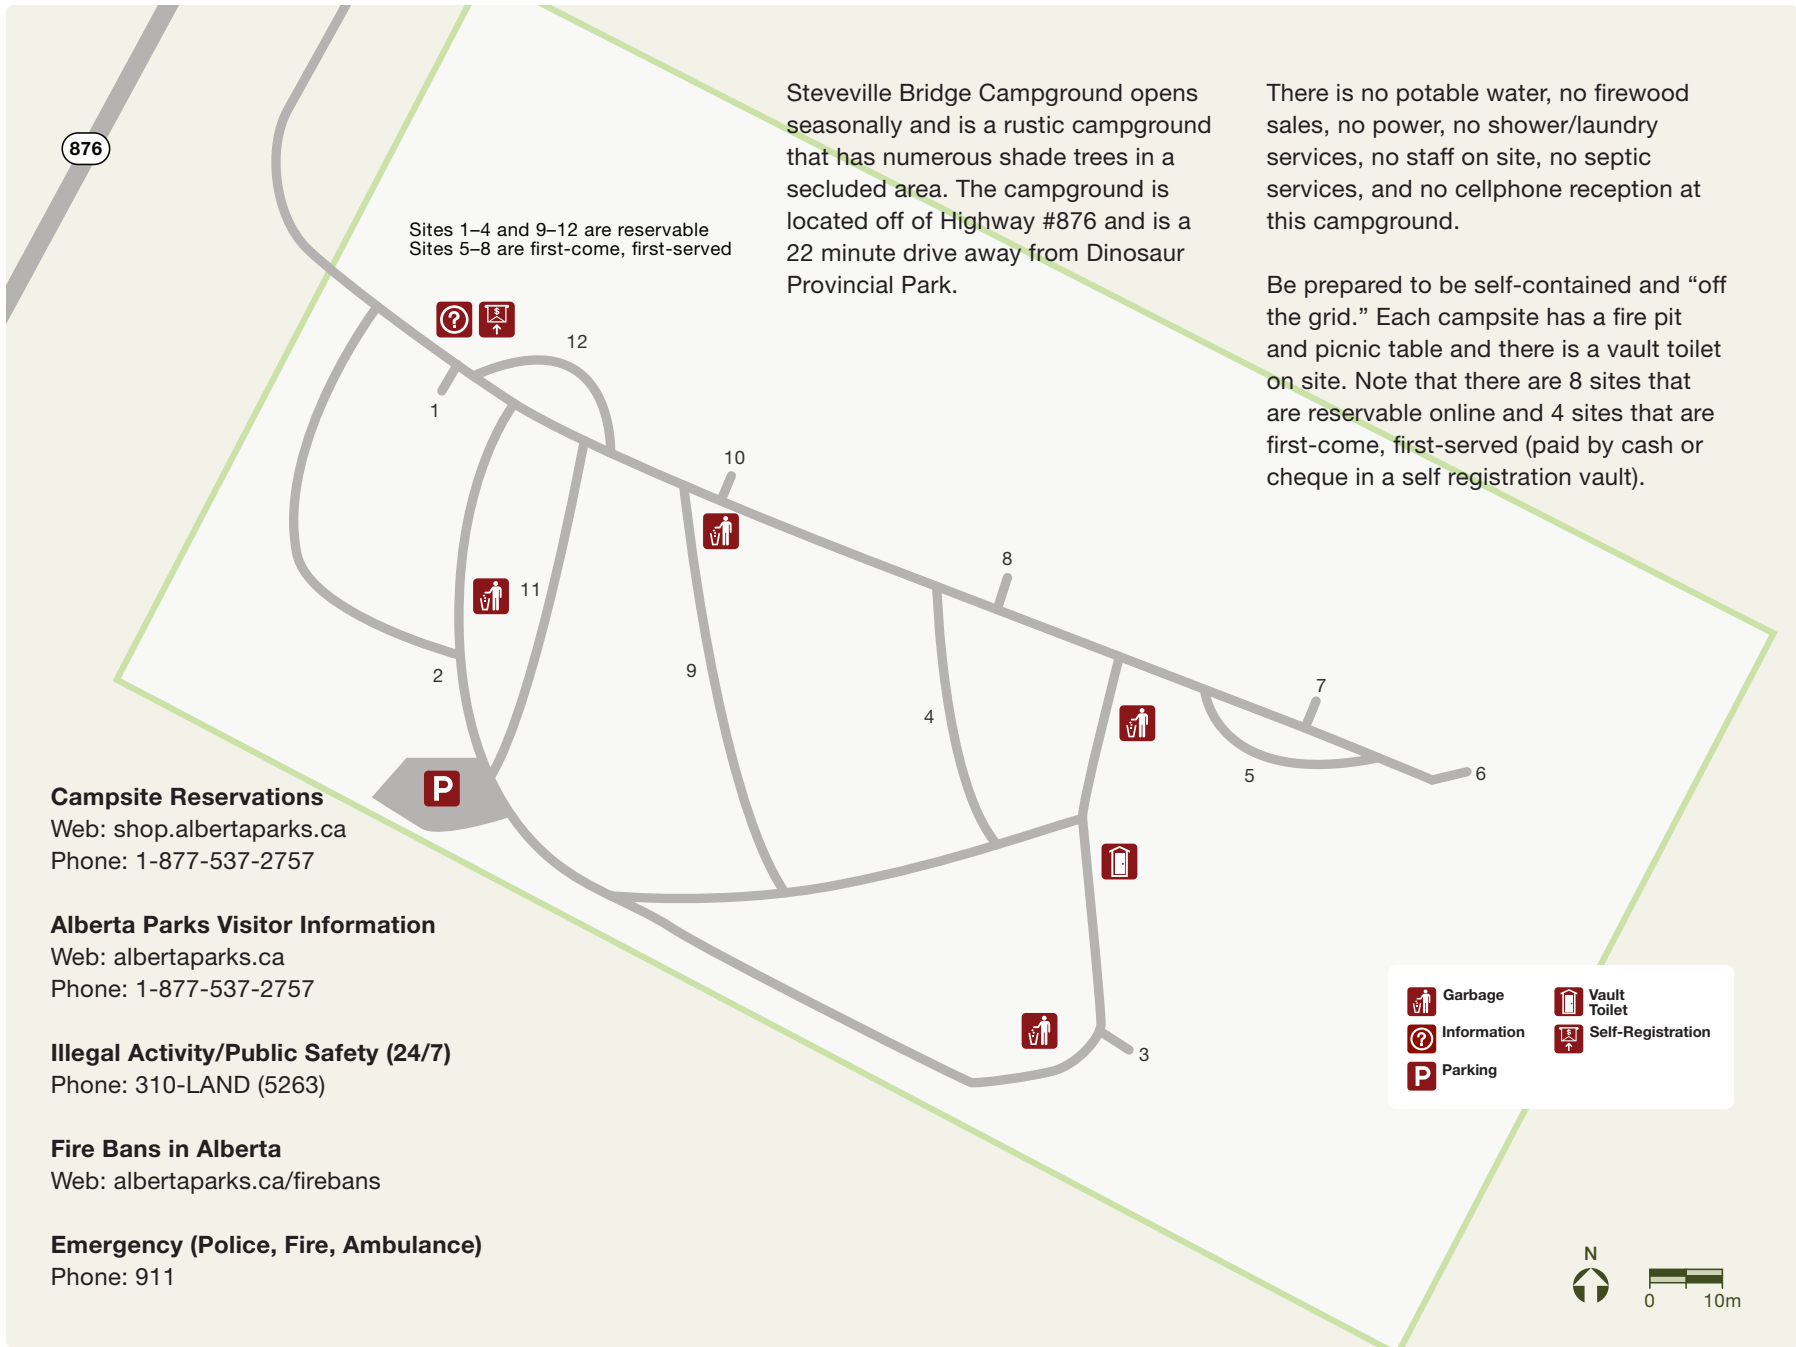 Steveville Bridge Campground opens
seasonally and is a rustic campground
that has numerous shade trees in a
secluded area. The campground is
located off of Highway #876 and is a
22 minute drive away from Dinosaur
Provincial Park.
There is no potable water, no firewood
sales, no power, no shower/laundry
services, no staff on site, no septic
services, and no cellphone reception at
this campground.
Be prepared to be self-contained and “off
the grid.” Each campsite has a fire pit
and picnic table and there is a vault toilet
on site. Note that there are 8 sites that
are reservable online and 4 sites that are
first-come, first-served (paid by cash or
cheque in a self registration vault).
876
Sites 1–4 and 9–12 are reservable
Sites 5–8 are first-come, first-served
12
1
10
8
11
9
2
4
7
5
6
3
P
Campsite Reservations
Web: shop.albertaparks.ca
Phone: 1-877-537-2757
Alberta Parks Visitor Information
Web: albertaparks.ca
Phone: 1-877-537-2757
Illegal Activity/Public Safety (24/7)
Phone: 310-LAND (5263)
Fire Bans in Alberta
Web: albertaparks.ca/firebans
Emergency (Police, Fire, Ambulance)
Phone: 911
Garbage
Vault
Toilet
Information
Self-Registration
P Parking
N
0 10m